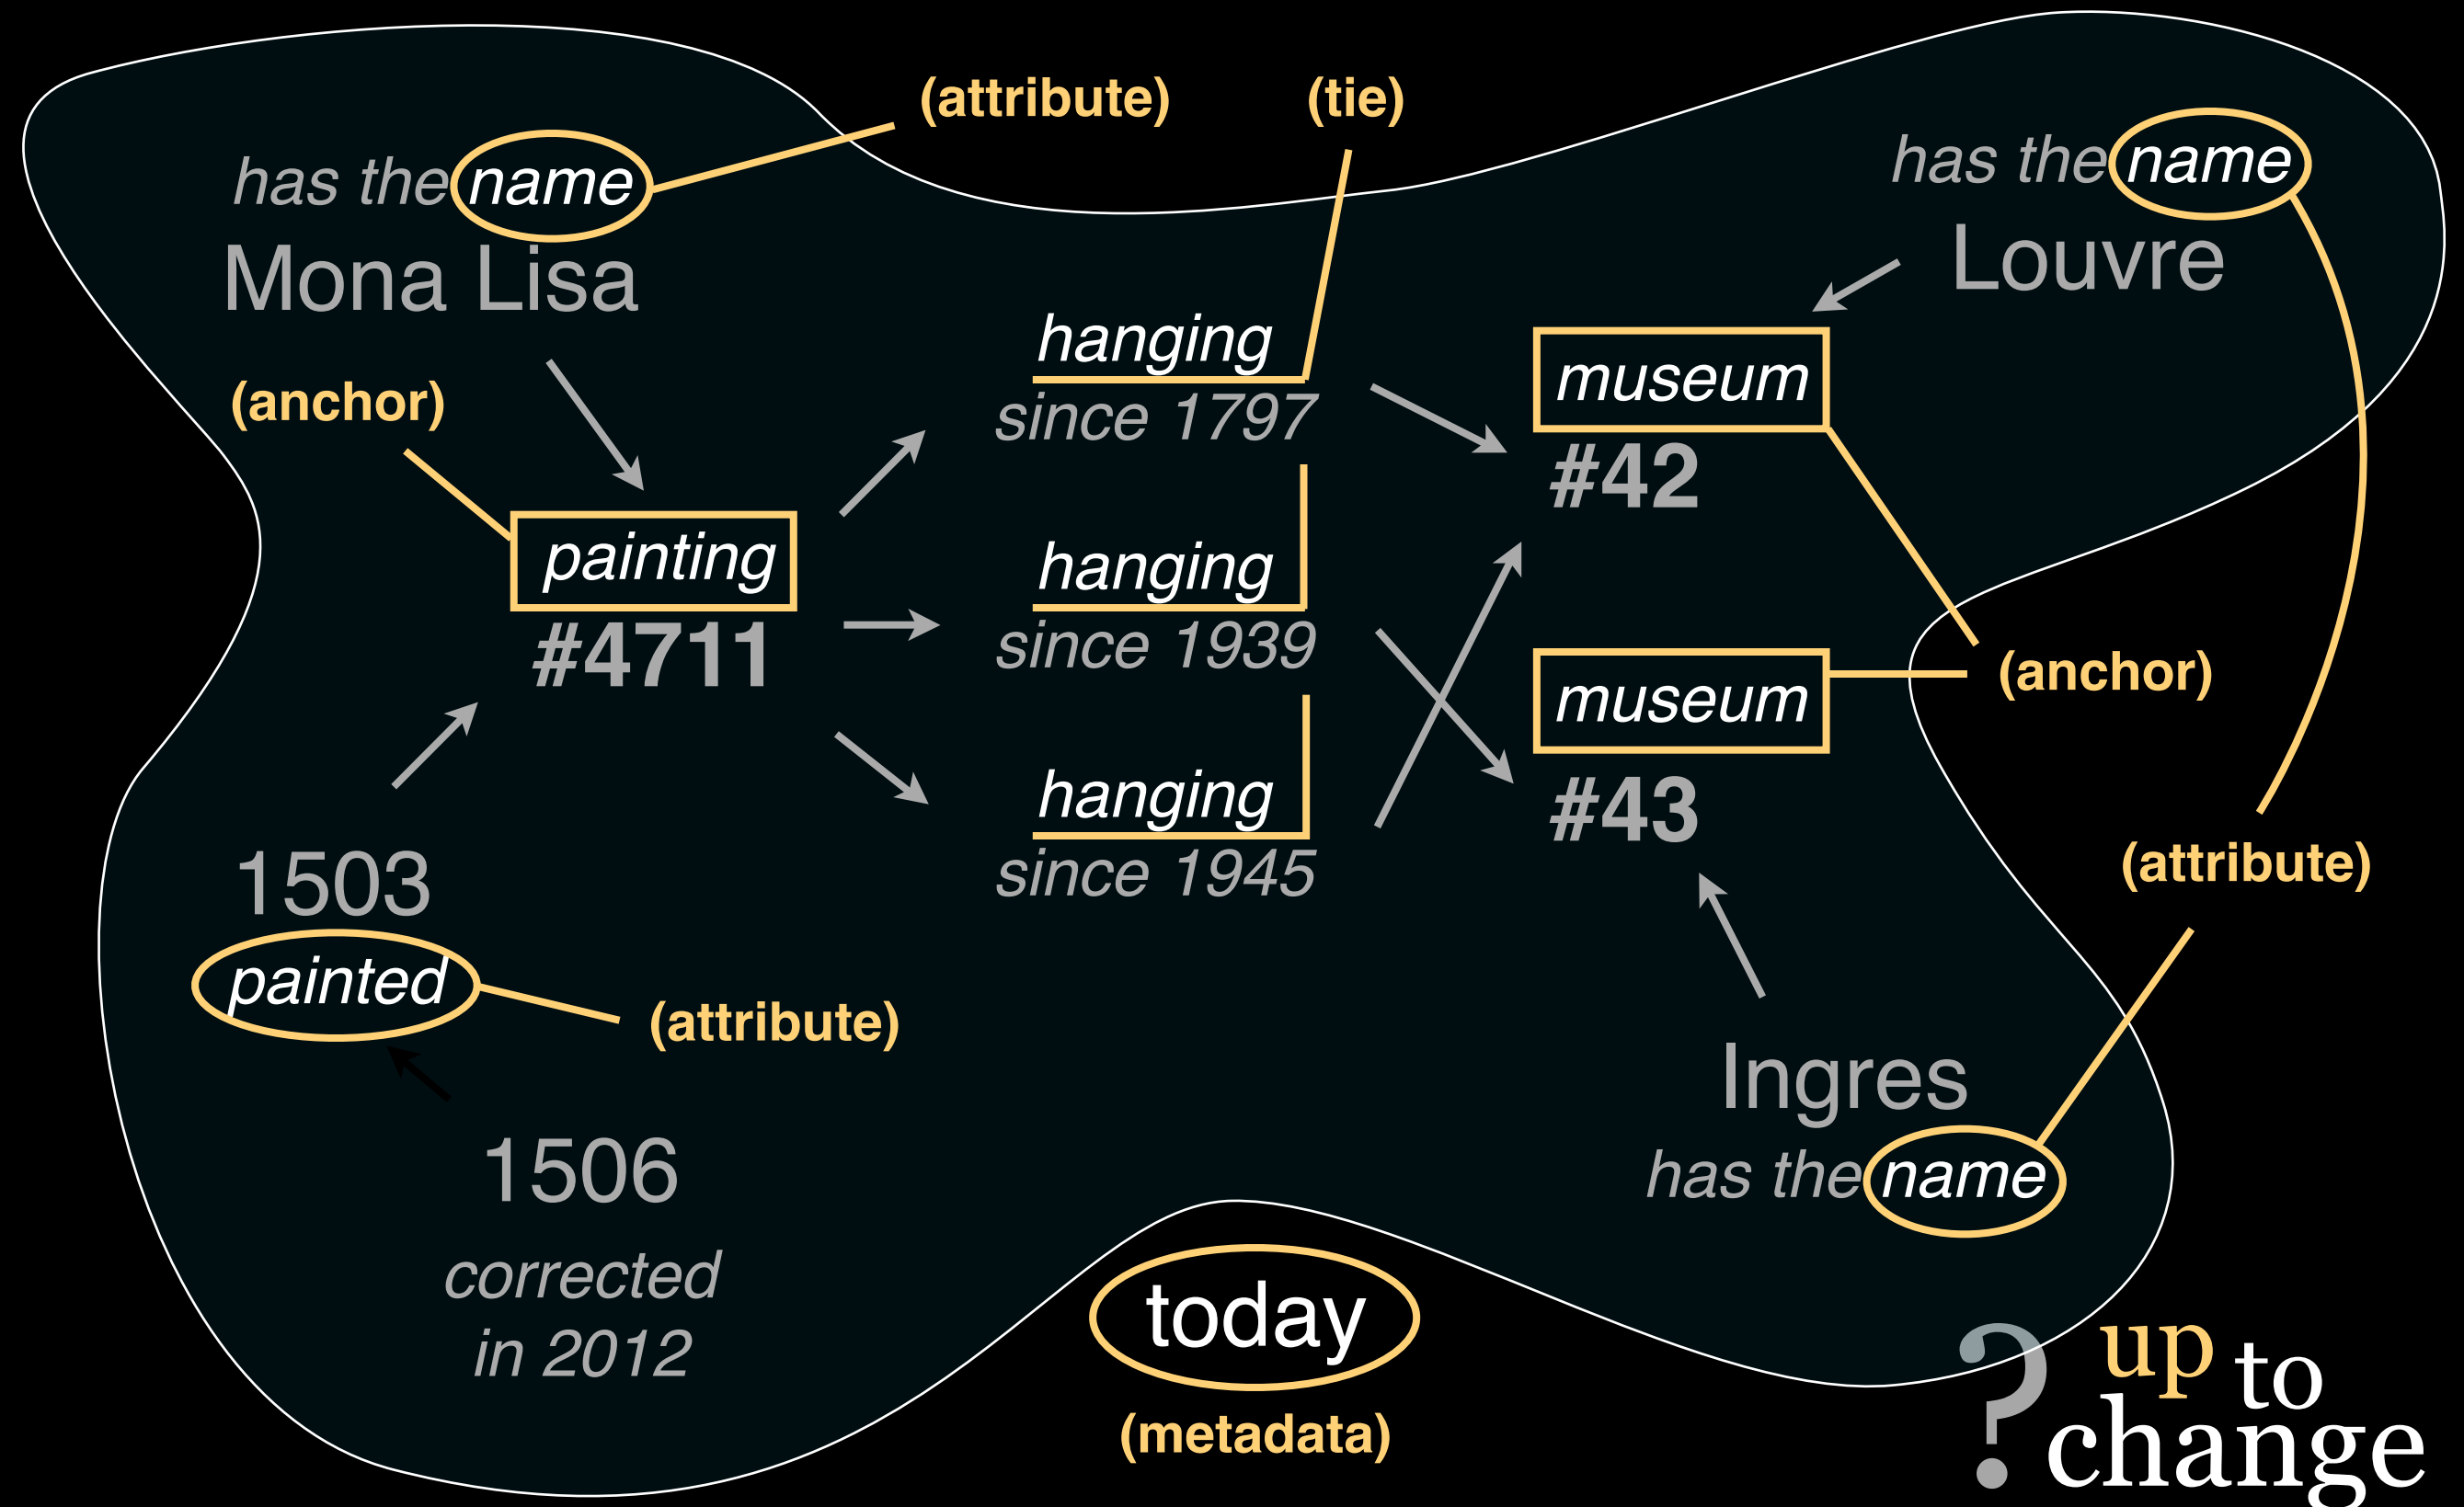 (attribute)
(tie)
has the name
Mona Lisa
has the name
Louvre
(anchor)
painting
#4711
hanging
since 1797
hanging
since 1939
hanging
since 1945
museum
#42
museum
#43
(anchor)
(attribute)
1503
painted
(attribute)
1506
corrected
in 2012
Ingres
has the name
today
(metadata)
? up to
change